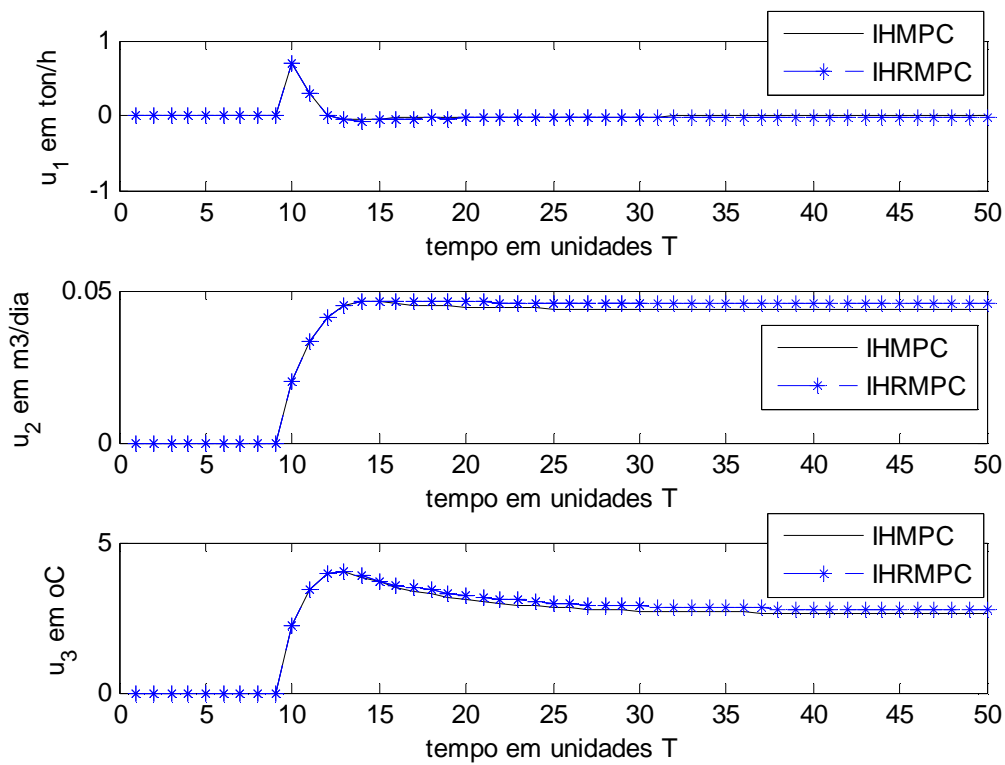 1
0
-1
u_1 em ton/h
0 5 10 15 20 25 30 35 40 45 50
tempo em unidades T
IHMPC
IHRMPC
0.05
0
u_2 em m3/dia
0 5 10 15 20 25 30 35 40 45 50
tempo em unidades T
IHMPC
IHRMPC
5
0
u_3 em oC
0 5 10 15 20 25 30 35 40 45 50
tempo em unidades T
IHMPC
IHRMPC